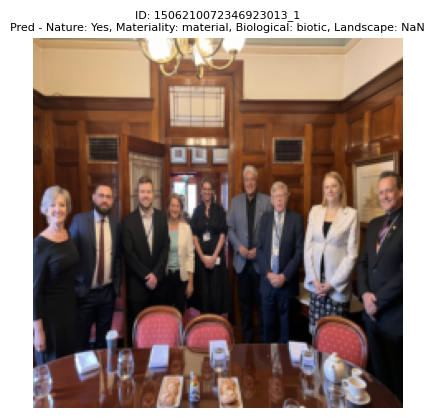 ID: 1506210072346923013_1
Pred - Nature: Yes, Materiality: material, Biological: biotic, Landscape: NaN